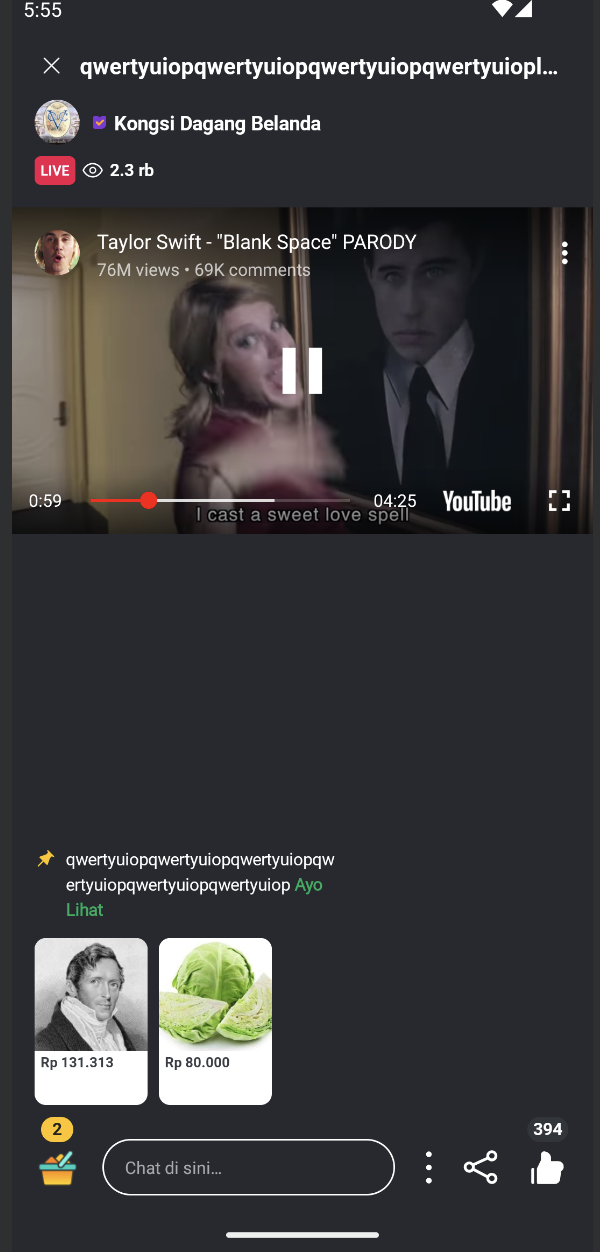 5:55
qwertyuiopqwertyuiopqwertyuiopqwertyuiopl...
Kongsi Dagang Belanda
LIVE 2.3 rb
Taylor Swift - "Blank Space" PARODY
76M views • 69K comments
0:59 04:25 YouTube
I cast a sweet love spell
qwertyuiopqwertyuiopqwertyuiopqw
ertyuiopqwertyuiopqwertyuiop Ayo
Lihat
Rp 131.313 Rp 80.000
2 394
Chat di sini...